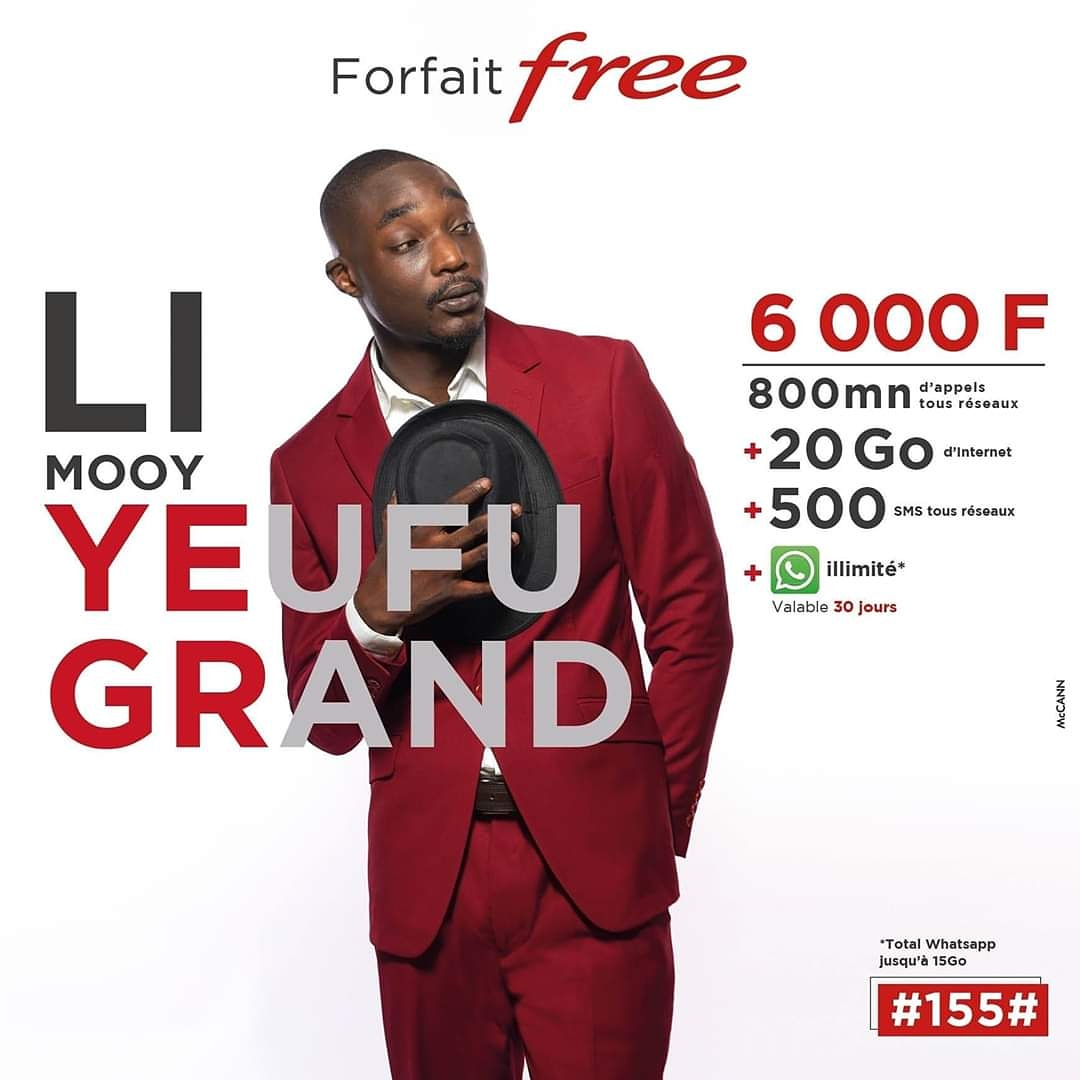 Forfait free
LI
MOOY
YEUFU
GRAND
6 000 F
800mn d'appels
tous réseaux
+ 20 Go d'Internet
+ 500 SMS tous réseaux
+ illimité*
Valable 30 jours
McCANN
*Total Whatsapp
jusqu'à 15Go
#155#